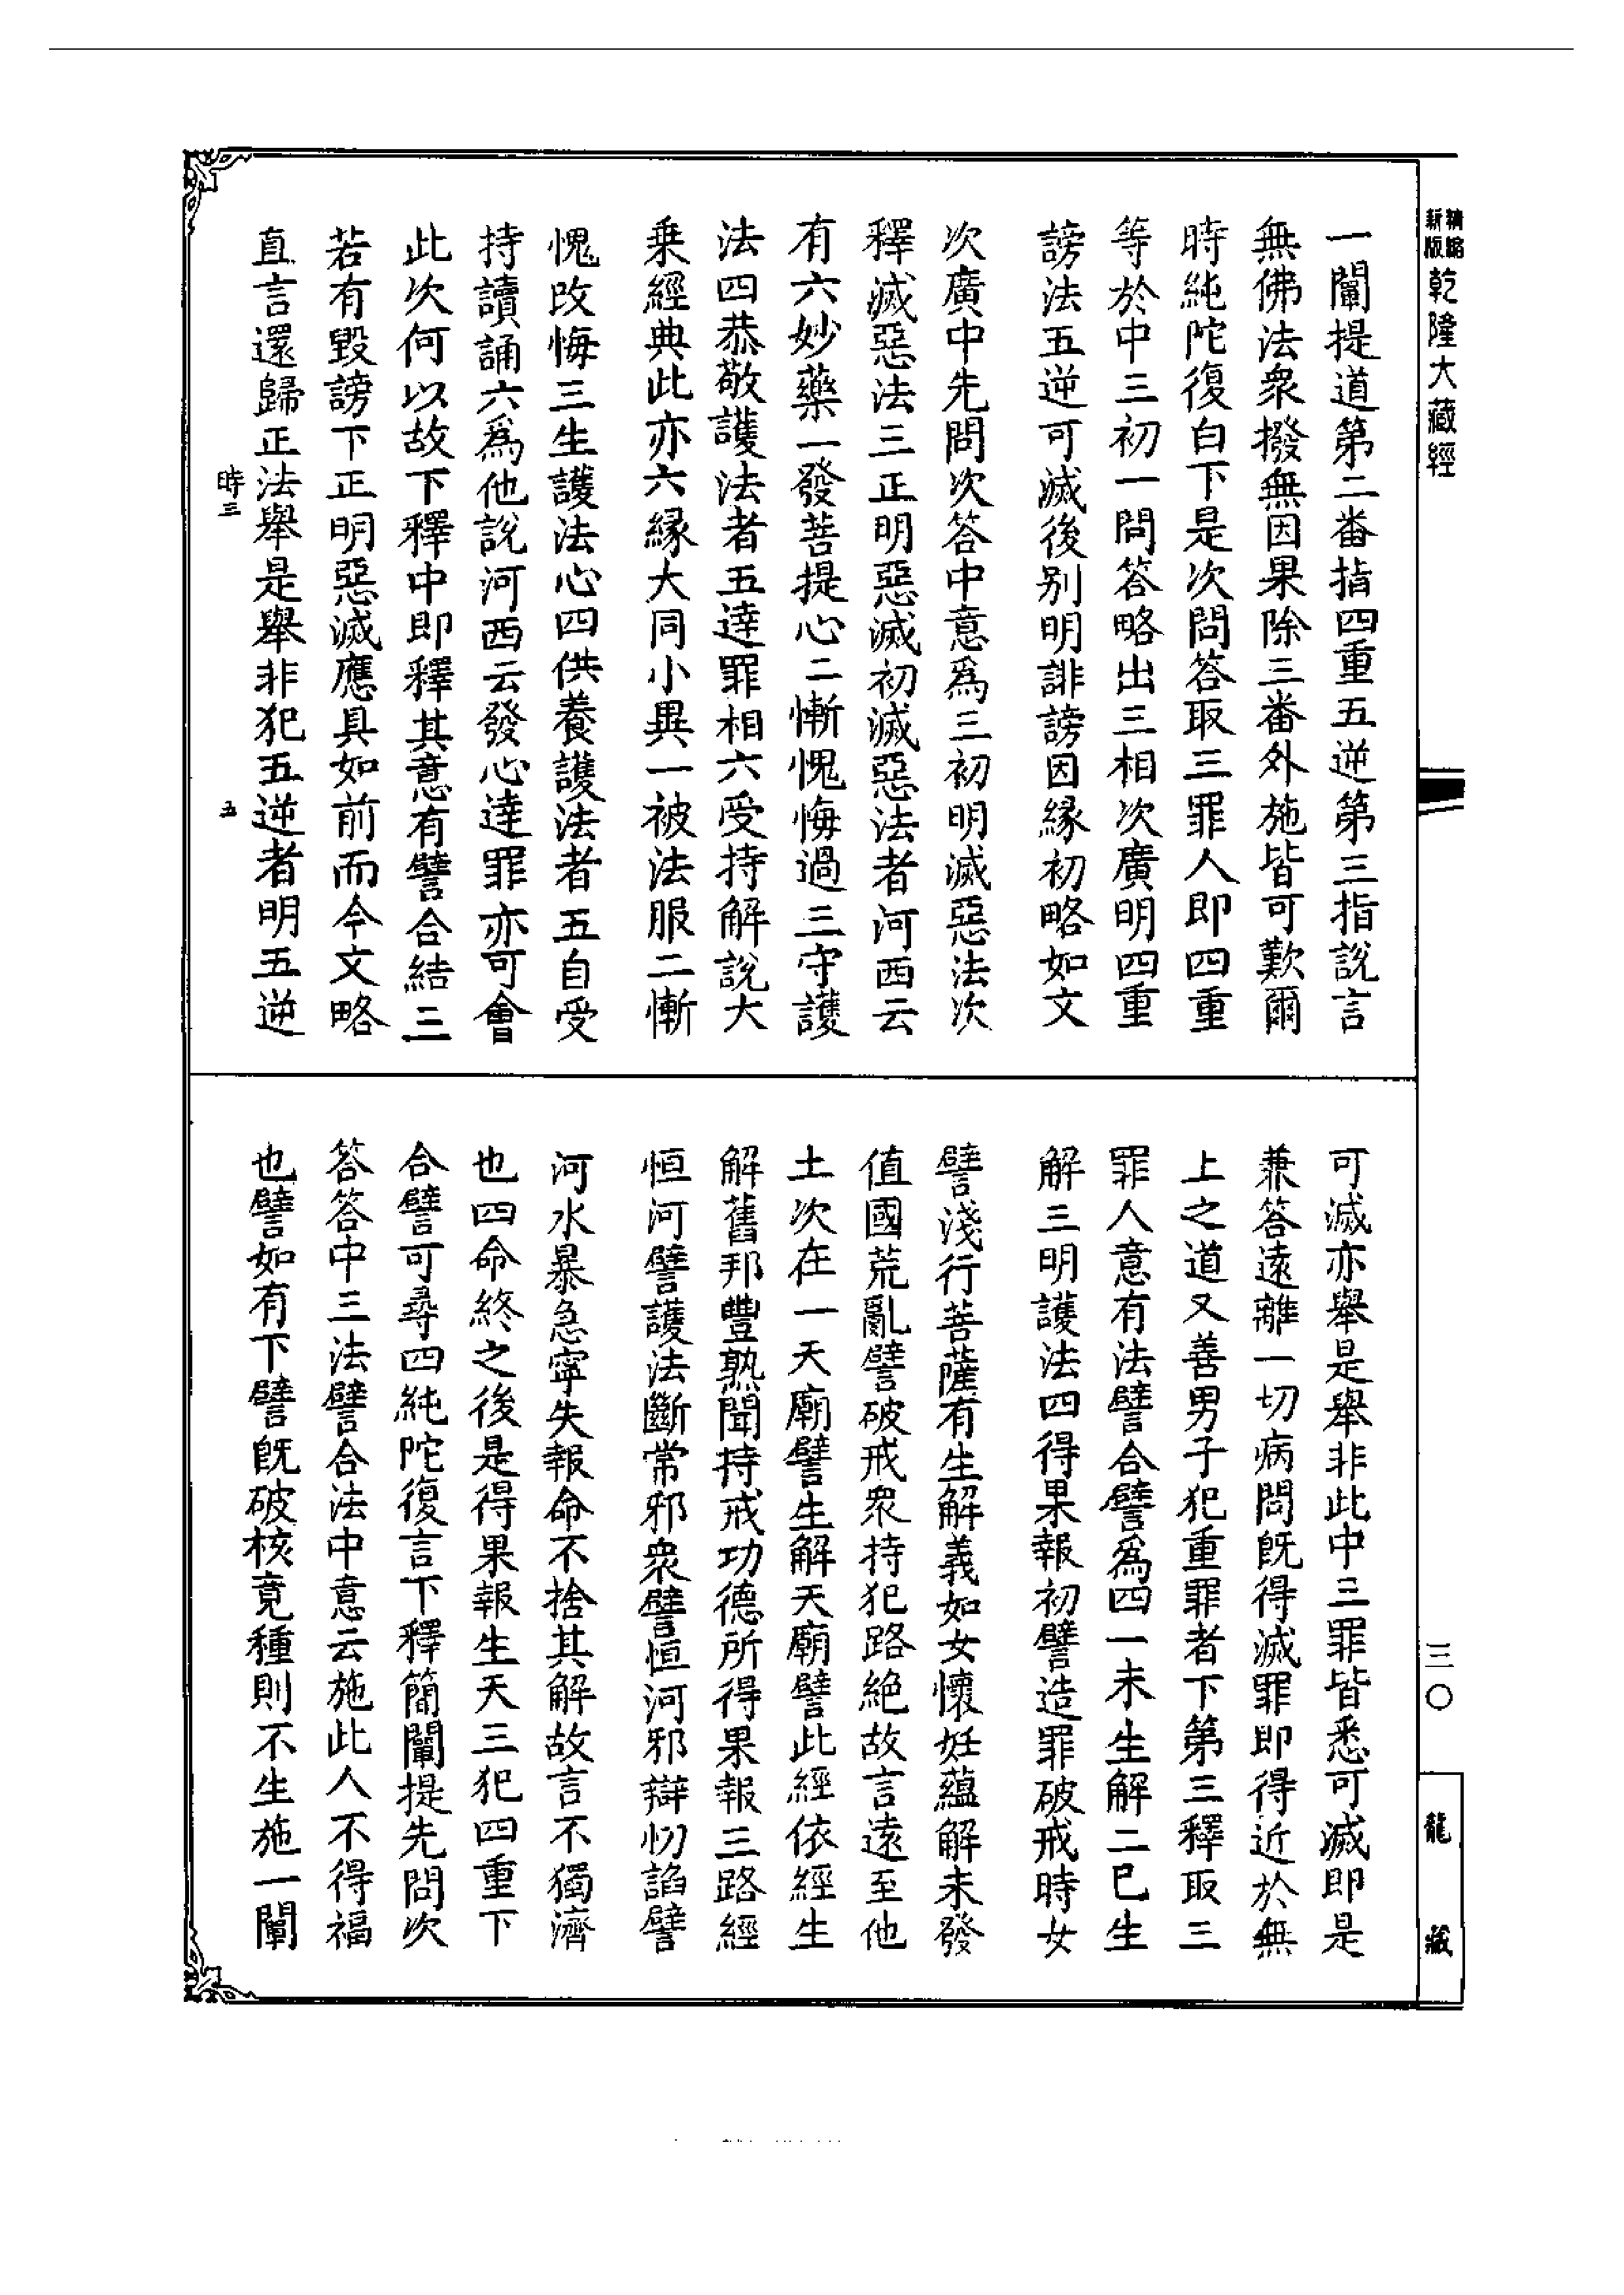 精縮新版
乾隆大藏經
一闡提道第二番指四重五逆第三指說言
無佛法衆撥無因果除三番外施皆可歎爾
時純陀復白下是次問答取三罪人即四重
等於中三初一問答略出三相次廣明四重
謗法五逆可滅後别明誹謗因緣初略如文
次廣中先問次答中意爲三初明滅惡法次
釋滅惡法三正明惡滅初滅惡法者河西云
有六妙藥一發菩提心二慚愧悔過三守護
法四恭敬護法者五達罪相六受持解說大
乗經典此亦六緣大同小異一被法服二慚
愧改悔三生護法心四供養護法者五自受
持讀誦六爲他說河西云發心達罪亦可會
此次何以故下釋中即釋其意有譬合結三
若有毀謗下正明惡滅應具如前而今文略
直言還歸正法舉是舉非犯五逆者明五逆
時三
五
可滅亦舉是舉非此中三罪皆悉可滅即是
兼答遠離一切病問旣得滅罪即得近於無
上之道又善男子犯重罪者下第三釋取三
罪人意有法譬合譬爲四一未生解二已生
解三明護法四得果報初譬造罪破戒時女
譬淺行菩薩有生解義如女懷妊蘊解未發
值國荒亂譬破戒衆持犯路絕故言遠至他
土次在一天廟譬生解天廟譬此經依經生
解舊邦豐熟聞持戒功德所得果報三路經
恒河譬護法斷常邪衆譬恒河邪辯忉諂譬
河水暴急寧失報命不捨其解故言不獨濟
也四命終之後是得果報生天三犯四重下
合譬可尋四純陀復言下釋簡闡提先問次
答答中三法譬合法中意云施此人不得福
也譬如有下譬旣破核竟種則不生施一闡
三〇
龍藏